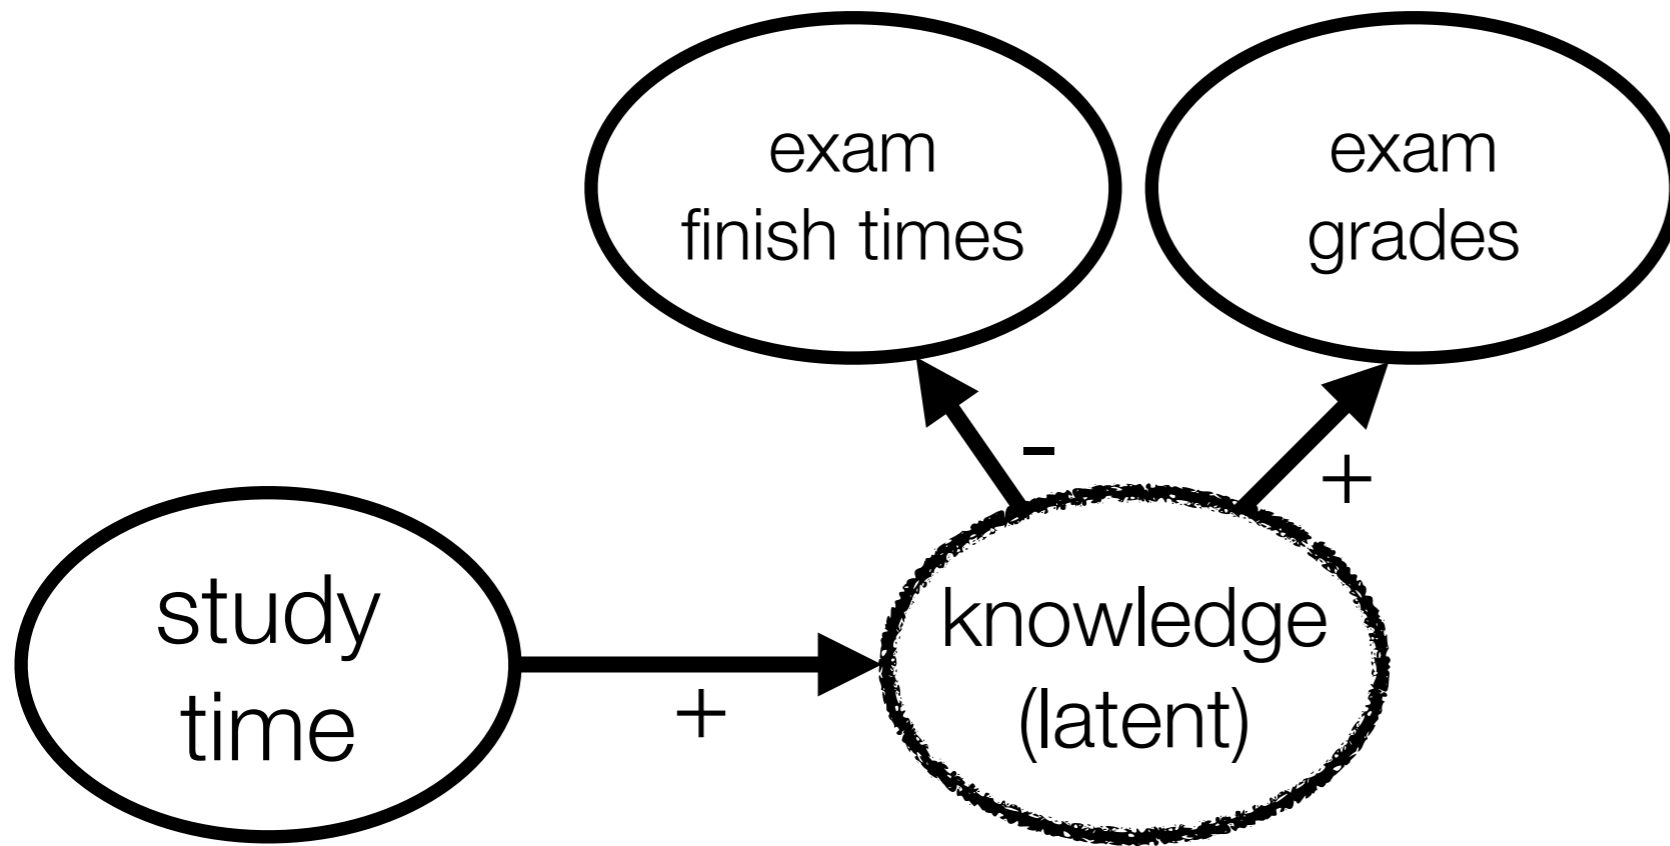 exam
finish times
exam
grades
-
+
study
time
+
knowledge
(latent)